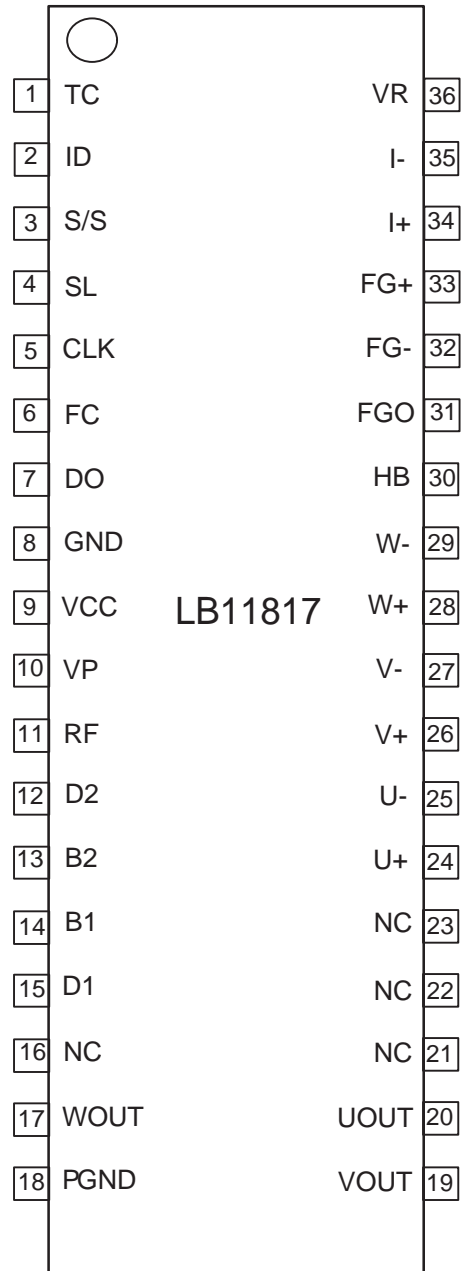 1 TC VR 36
2 ID I- 35
3 S/S I+ 34
4 SL FG+ 33
5 CLK FG- 32
6 FC FGO 31
7 DO HB 30
8 GND W- 29
9 VCC LB11817 W+ 28
10 VP V- 27
11 RF V+ 26
12 D2 U- 25
13 B2 U+ 24
14 B1 NC 23
15 D1 NC 22
16 NC NC 21
17 WOUT UOUT 20
18 PGND VOUT 19